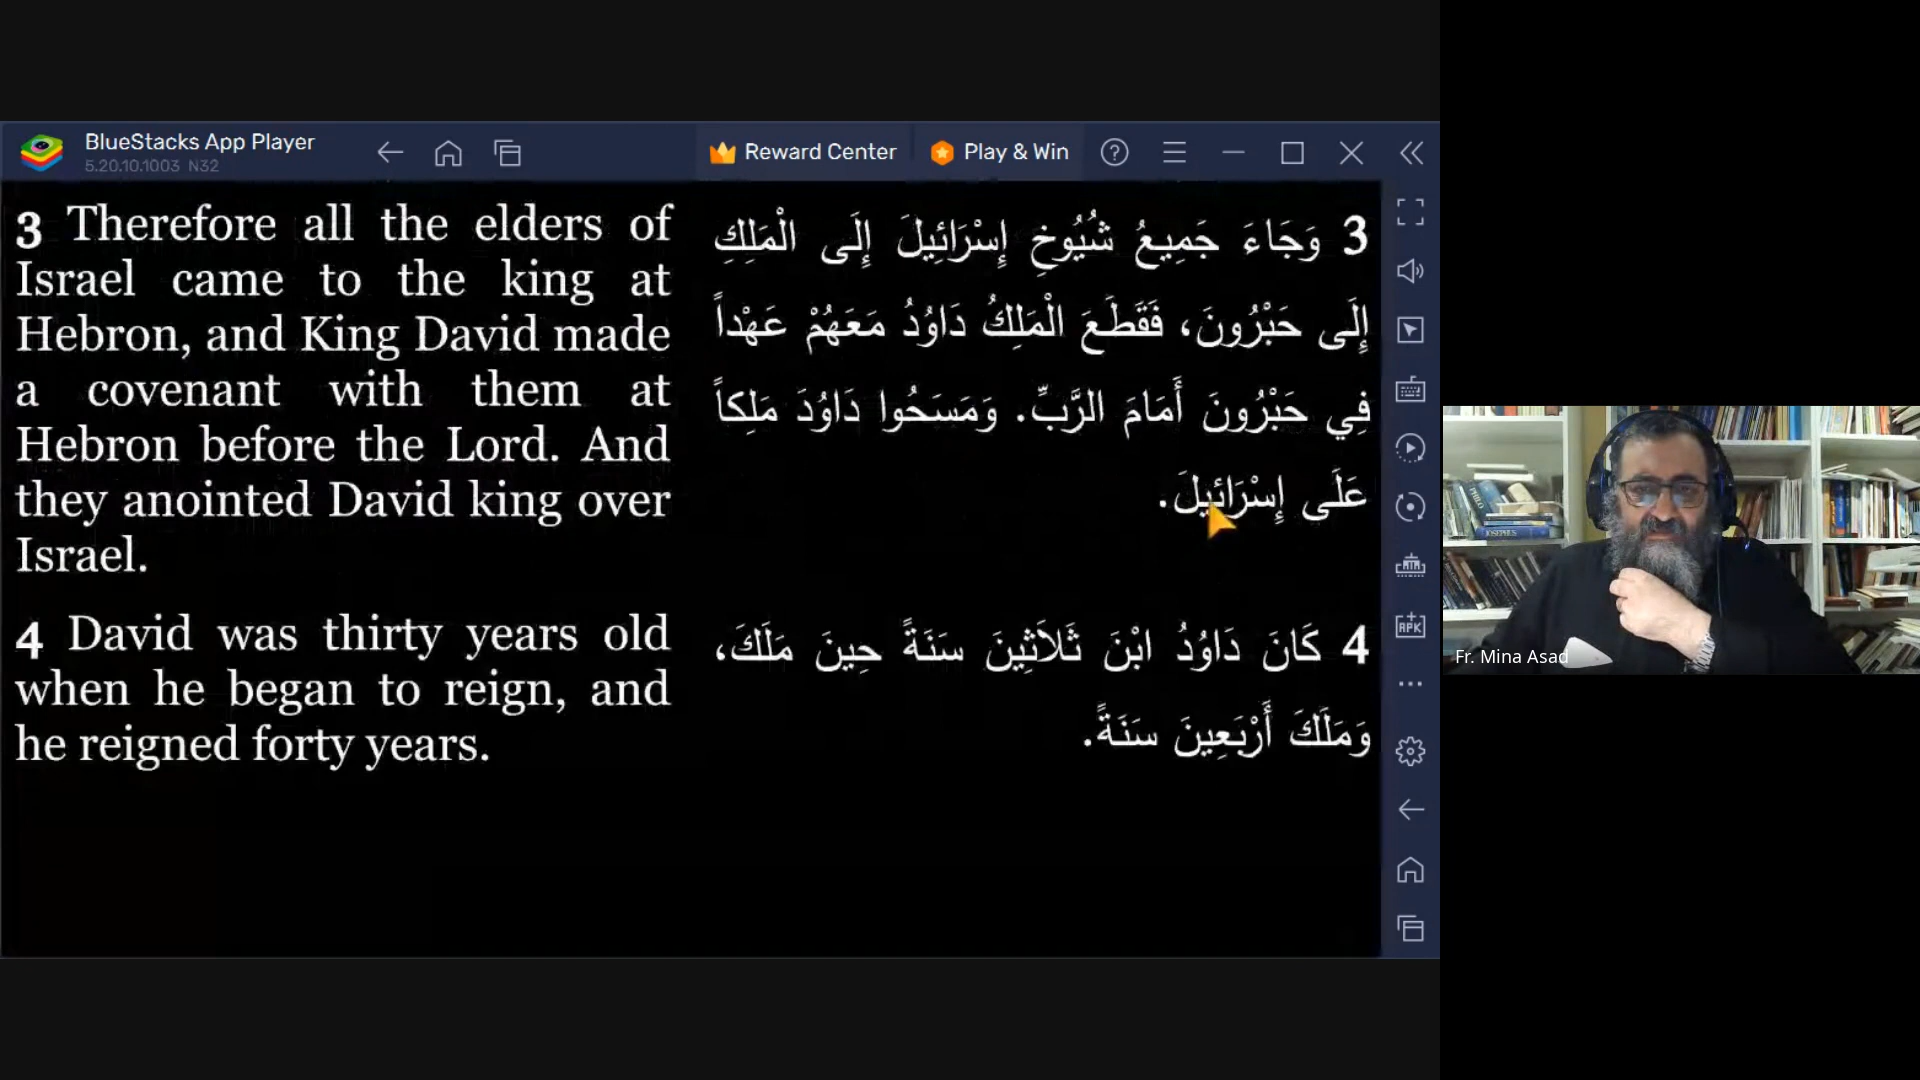 BlueStacks App Player
5.20.10.1003 N32
Reward Center
Play & Win
3 Therefore all the elders of
Israel came to the king at
Hebron, and King David made
a covenant with them at
Hebron before the Lord. And
they anointed David king over
Israel.
4 David was thirty years old
when he began to reign, and
he reigned forty years.
3 وَجَاءَ جَمِيعُ شُيُوخِ إِسْرَائِيلَ إِلَى الْمَلِكِ
إِلَى حَبْرُونَ، فَقَطَعَ الْمَلِكُ دَاوُدُ مَعَهُمْ عَهْداً
فِي حَبْرُونَ أَمَامَ الرَّبِّ. وَمَسَحُوا دَاوُدَ مَلِكاً
عَلَى إِسْرَائِيلَ.
4 كَانَ دَاوُدُ ابْنَ ثَلاَثِينَ سَنَةً حِينَ مَلَكَ،
وَمَلَكَ أَرْبَعِينَ سَنَةً.
APK
PHILO
JOSEPHUS
Fr. Mina Asad